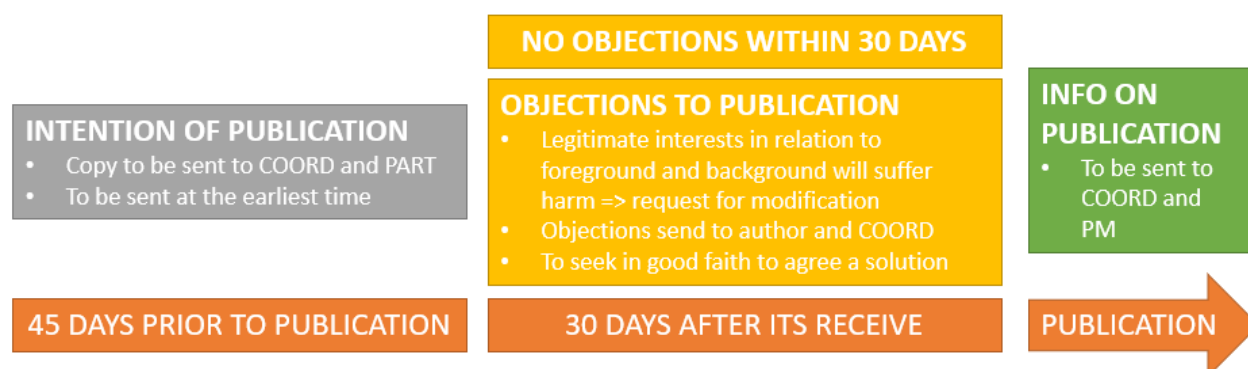 NO OBJECTIONS WITHIN 30 DAYS
INTENTION OF PUBLICATION
• Copy to be sent to COORD and PART
• To be sent at the earliest time
OBJECTIONS TO PUBLICATION
• Legitimate interests in relation to
foreground and background will suffer
harm => request for modification
• Objections send to author and COORD
• To seek in good faith to agree a solution
INFO ON
PUBLICATION
• To be sent to
COORD and
PM
45 DAYS PRIOR TO PUBLICATION
30 DAYS AFTER ITS RECEIVE
PUBLICATION